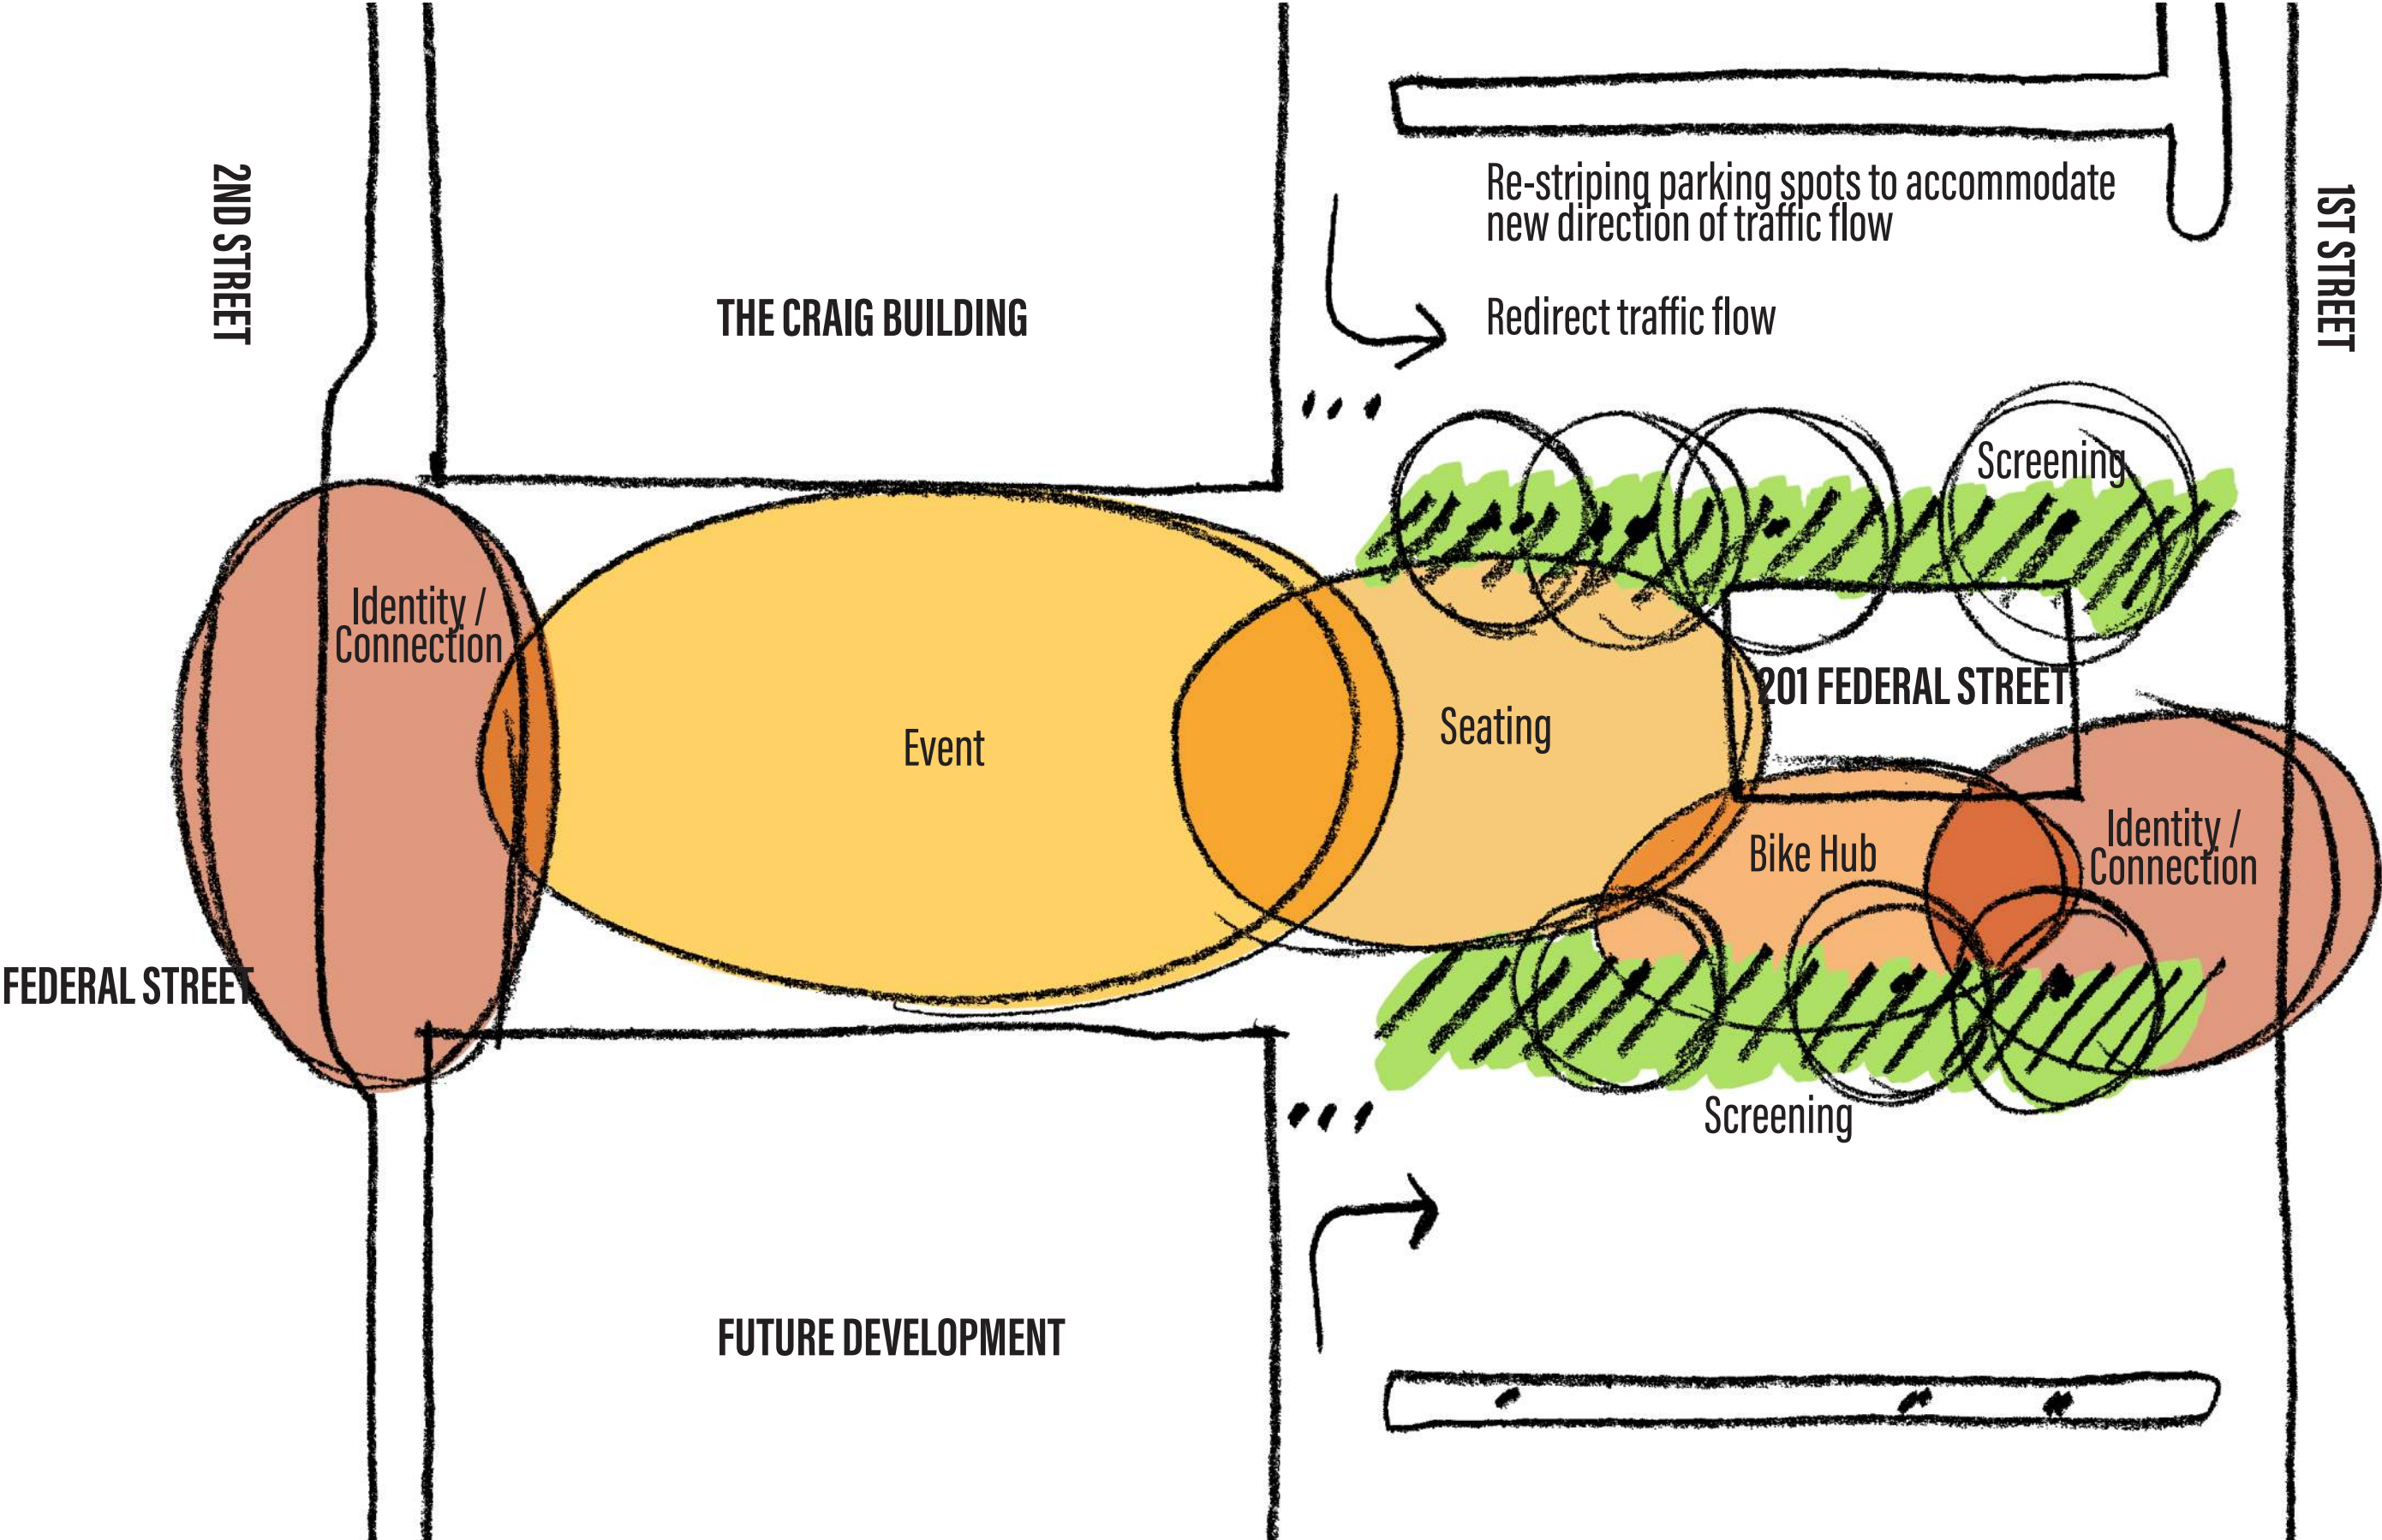 2ND STREET
1ST STREET
Re-striping parking spots to accommodate
new direction of traffic flow
Redirect traffic flow
THE CRAIG BUILDING
Screening
Identity /
Connection
Event
Seating
201 FEDERAL STREET
Bike Hub
Identity /
Connection
FEDERAL STREET
Screening
FUTURE DEVELOPMENT